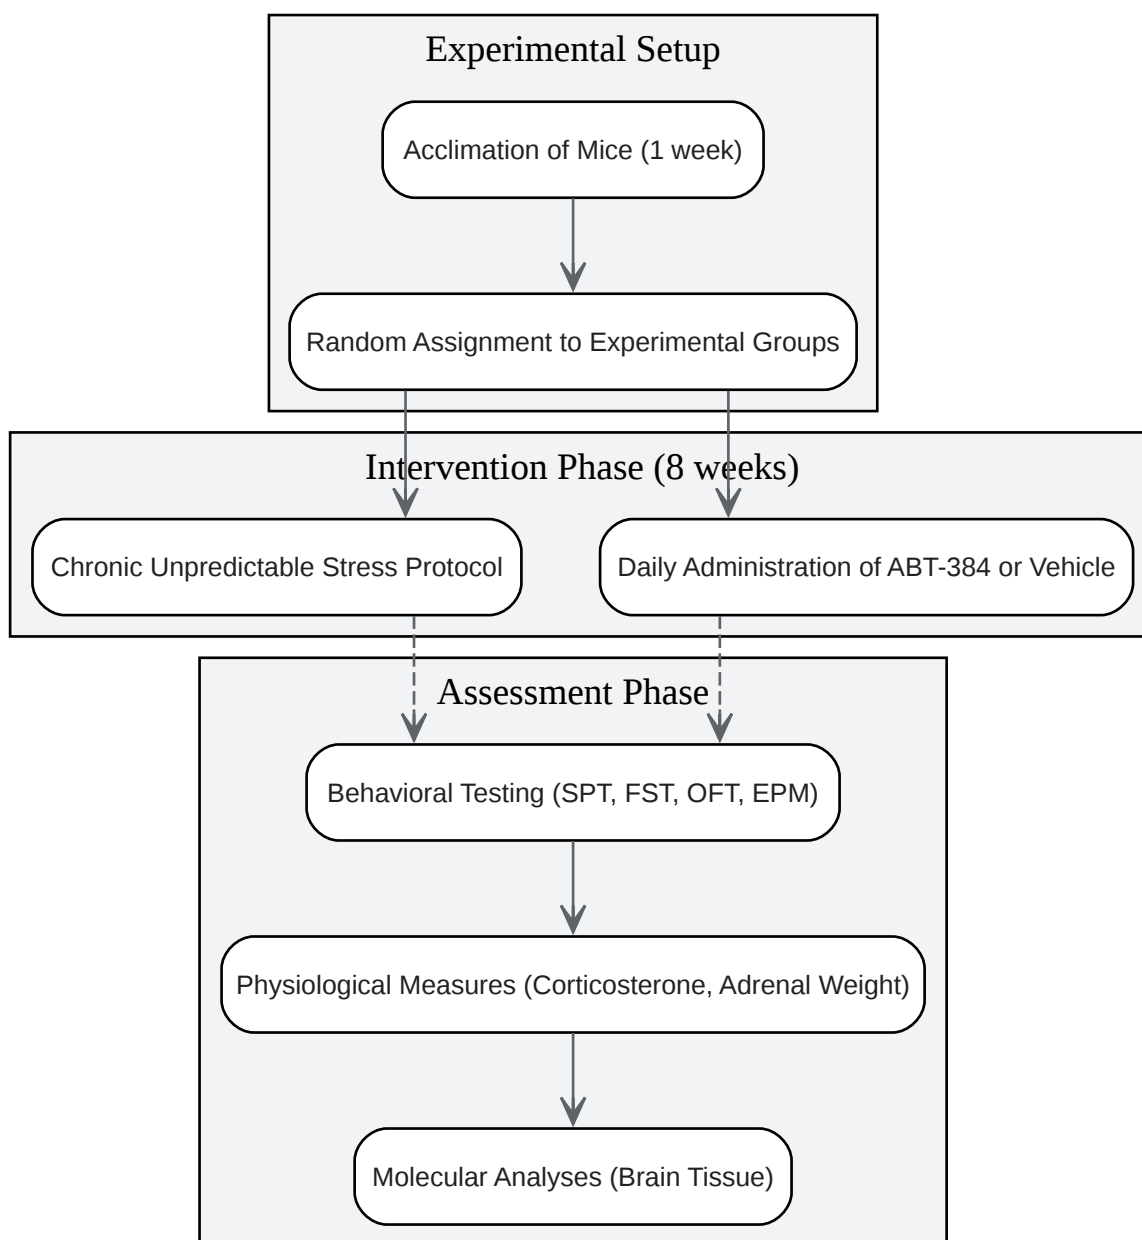 Experimental Setup
Acclimation of Mice (1 week)
Random Assignment to Experimental Groups
Intervention Phase (8 weeks)
Chronic Unpredictable Stress Protocol
Daily Administration of ABT-384 or Vehicle
Assessment Phase
Behavioral Testing (SPT, FST, OFT, EPM)
Physiological Measures (Corticosterone, Adrenal Weight)
Molecular Analyses (Brain Tissue)